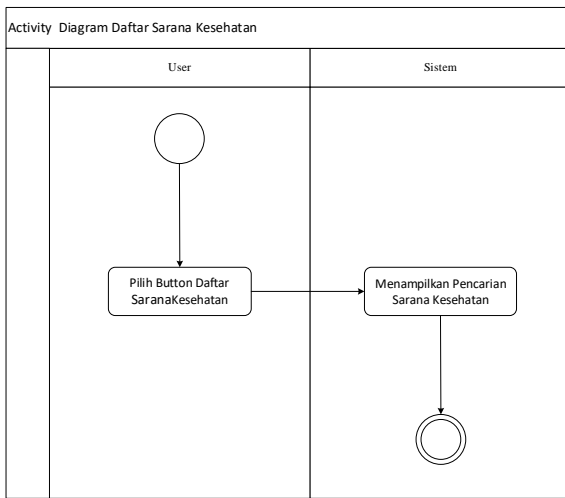 Activity Diagram Daftar Sarana Kesehatan
User
Sistem
Pilih Button Daftar
SaranaKesehatan
Menampilkan Pencarian
Sarana Kesehatan